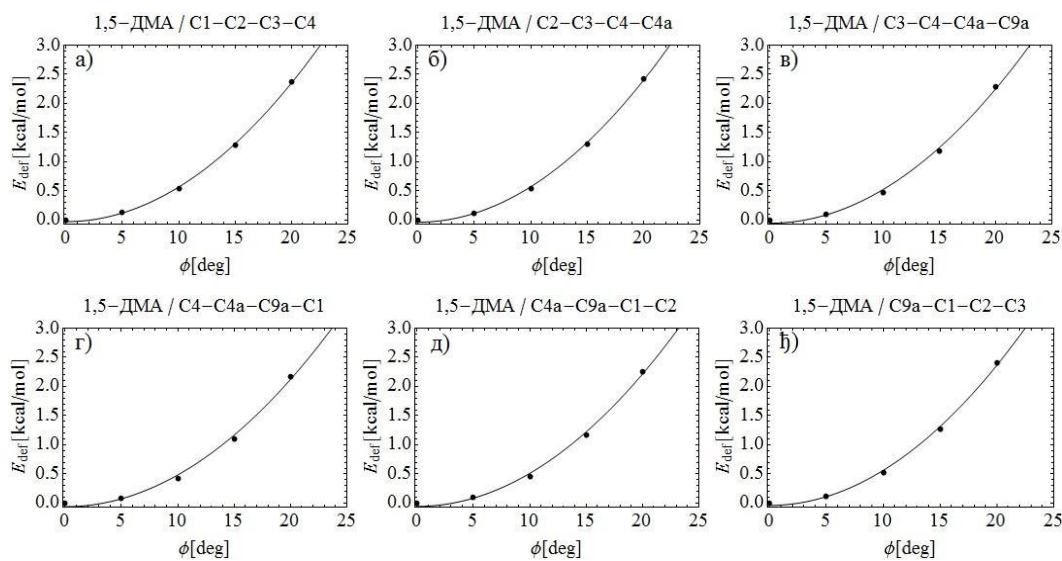 1,5−ДМА / C1−C2−C3−C4
а)
E_def [kcal/mol]
3.0
2.5
2.0
1.5
1.0
0.5
0.0
0 5 10 15 20 25
ϕ[deg]
1,5−ДМА / C2−C3−C4−C4a
б)
E_def [kcal/mol]
3.0
2.5
2.0
1.5
1.0
0.5
0.0
0 5 10 15 20 25
ϕ[deg]
1,5−ДМА / C3−C4−C4a−C9a
в)
E_def [kcal/mol]
3.0
2.5
2.0
1.5
1.0
0.5
0.0
0 5 10 15 20 25
ϕ[deg]
1,5−ДМА / C4−C4a−C9a−C1
г)
E_def [kcal/mol]
3.0
2.5
2.0
1.5
1.0
0.5
0.0
0 5 10 15 20 25
ϕ[deg]
1,5−ДМА / C4a−C9a−C1−C2
д)
E_def [kcal/mol]
3.0
2.5
2.0
1.5
1.0
0.5
0.0
0 5 10 15 20 25
ϕ[deg]
1,5−ДМА / C9a−C1−C2−C3
ђ)
E_def [kcal/mol]
3.0
2.5
2.0
1.5
1.0
0.5
0.0
0 5 10 15 20 25
ϕ[deg]